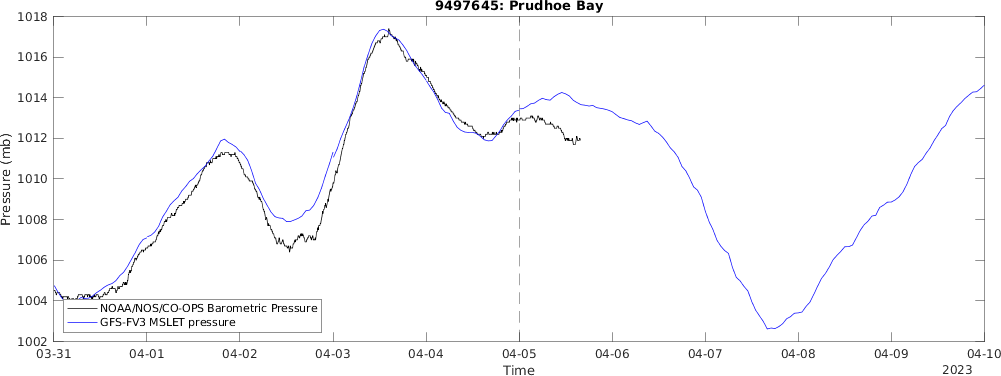 9497645: Prudhoe Bay
Pressure (mb)
1018
1016
1014
1012
1010
1008
1006
1004
1002
NOAA/NOS/CO-OPS Barometric Pressure
GFS-FV3 MSLET pressure
03-31 04-01 04-02 04-03 04-04 04-05 04-06 04-07 04-08 04-09 04-10
Time
2023